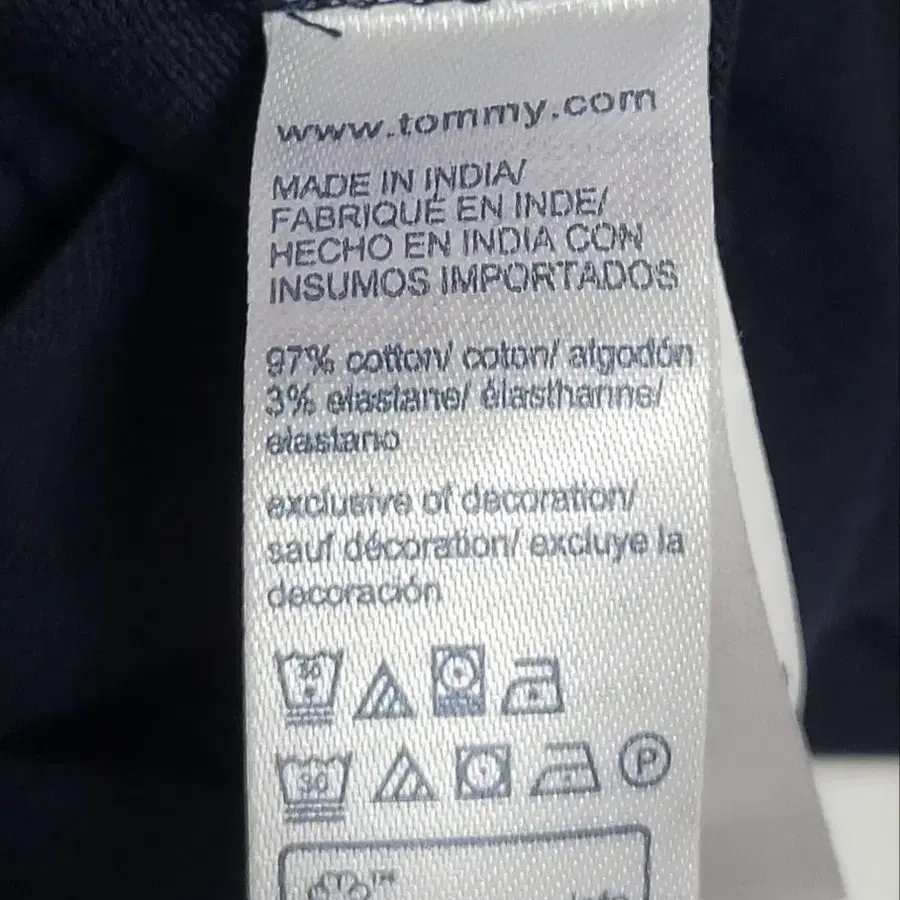 www.tommy.com
MADE IN INDIA/
FABRIQUÉ EN INDE/
HECHO EN INDIA CON
INSUMOS IMPORTADOS
97% cotton/ coton/ algodón
3% elastane/ élasthanne/
elastano
exclusive of decoration/
sauf décoration/ excluye la
decoración
30
30
P
TM